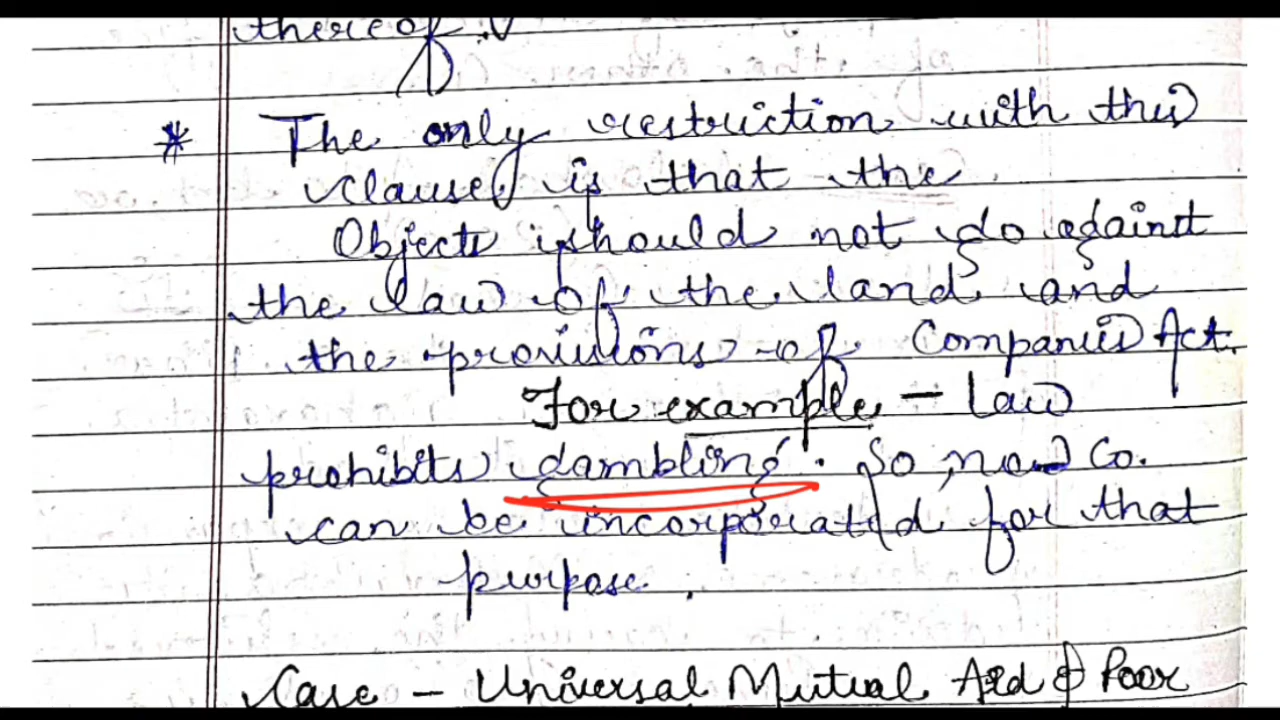 thereof.
* The only restriction with this
clause is that the
Objects should not go against
the law of the land and
the provisions of Companies Act.
For example - Law
prohibits gambling. So, no Co.
can be incorporated for that
purpose.
Case - Universal Mutual Aid & Poor